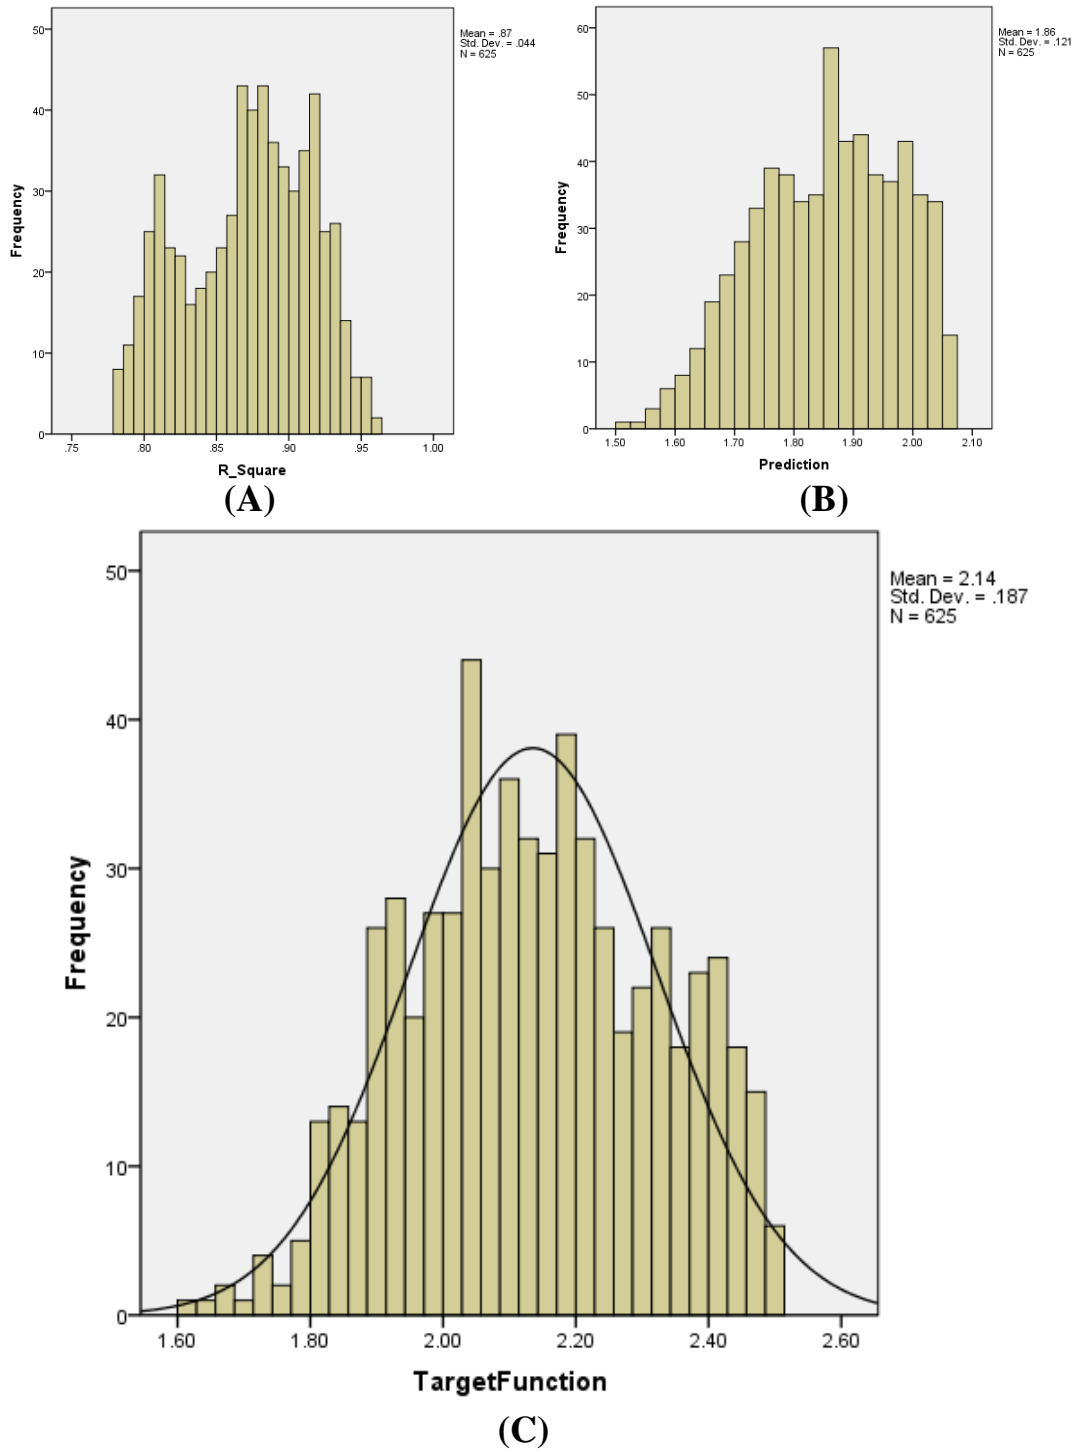 50
40
30
20
10
0
Frequency
.75 .80 .85 .90 .95 1.00
R_Square
Mean = .87
Std. Dev. = .044
N = 625
(A)
60
50
40
30
20
10
0
Frequency
1.50 1.60 1.70 1.80 1.90 2.00 2.10
Prediction
Mean = 1.86
Std. Dev. = .121
N = 625
(B)
50
40
30
20
10
0
Frequency
1.60 1.80 2.00 2.20 2.40 2.60
TargetFunction
Mean = 2.14
Std. Dev. = .187
N = 625
(C)